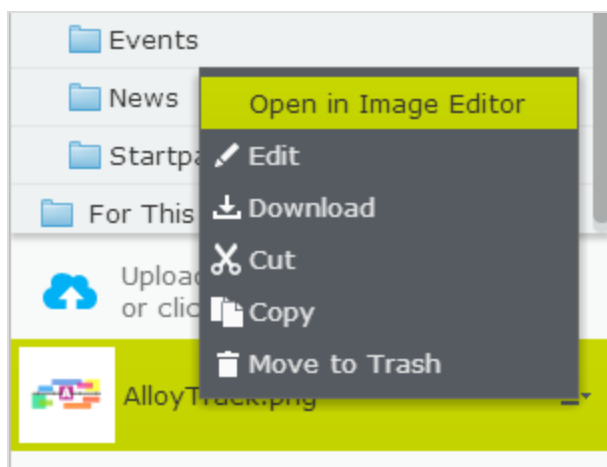 Events
News
Open in Image Editor
Startpa
Edit
For This
Download
Uploa
Cut
or clic
Copy
Move to Trash
AlloyTrack.png